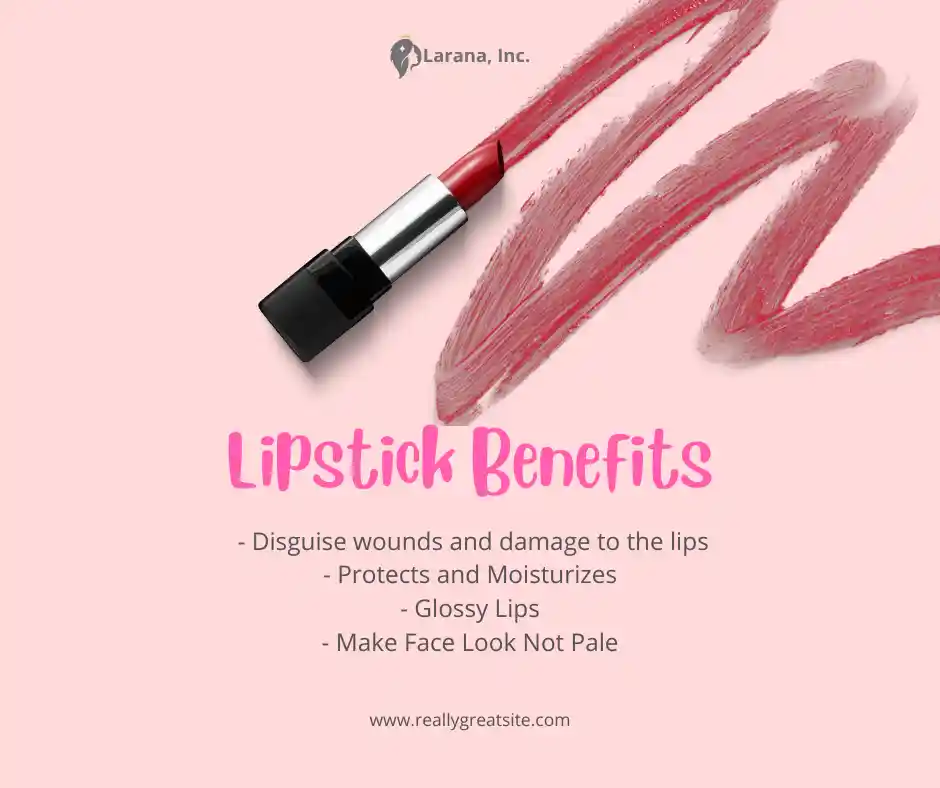 Larana, Inc.
Lipstick Benefits
- Disguise wounds and damage to the lips
- Protects and Moisturizes
- Glossy Lips
- Make Face Look Not Pale
www.reallygreatsite.com